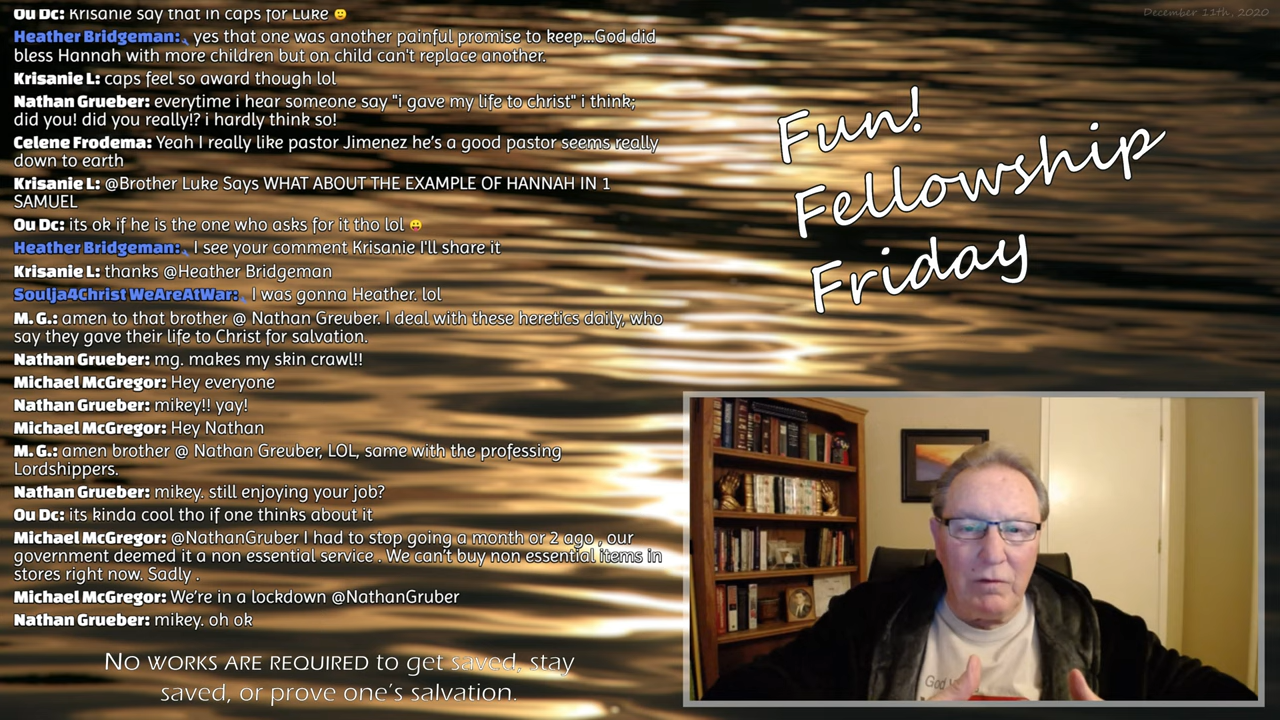 Ou Dc: Krisanie say that in caps for Luke 🙂
Heather Bridgeman: yes that one was another painful promise to keep...God did
bless Hannah with more children but on child can't replace another.
Krisanie L: caps feel so award though lol
Nathan Grueber: everytime i hear someone say "i gave my life to christ" i think;
did you! did you really!? i hardly think so!
Celene Frodema: Yeah I really like pastor Jimenez he's a good pastor seems really
down to earth
Krisanie L: @Brother Luke Says WHAT ABOUT THE EXAMPLE OF HANNAH IN 1
SAMUEL
Ou Dc: its ok if he is the one who asks for it tho lol 😛
Heather Bridgeman: I see your comment Krisanie I'll share it
Krisanie L: thanks @Heather Bridgeman
Soulja4Christ WeAreAtWar: I was gonna Heather. lol
M. G.: amen to that brother @ Nathan Greuber. I deal with these heretics daily, who
say they gave their life to Christ for salvation.
Nathan Grueber: mg. makes my skin crawl!!
Michael McGregor: Hey everyone
Nathan Grueber: mikey!! yay!
Michael McGregor: Hey Nathan
M. G.: amen brother @ Nathan Greuber, LOL, same with the professing
Lordshippers.
Nathan Grueber: mikey. still enjoying your job?
Ou Dc: its kinda cool tho if one thinks about it
Michael McGregor: @NathanGruber I had to stop going a month or 2 ago , our
government deemed it a non essential service . We can't buy non essential items in
stores right now. Sadly .
Michael McGregor: We're in a lockdown @NathanGruber
Nathan Grueber: mikey. oh ok
No works are required to get saved, stay
saved, or prove one's salvation.
December 11th, 2020
Fun!
Fellowship
Friday
God is